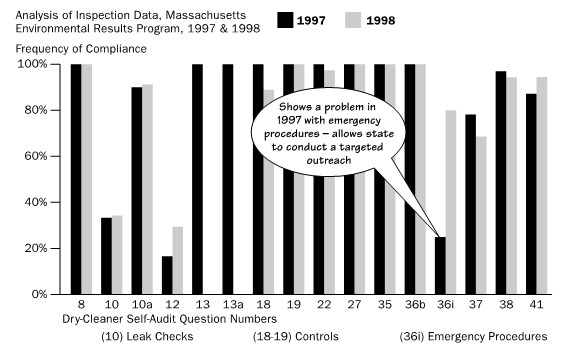 Analysis of Inspection Data, Massachusetts
Environmental Results Program, 1997 & 1998
1997
1998
Frequency of Compliance
100%
80%
60%
40%
20%
0%
Shows a problem in
1997 with emergency
procedures – allows state
to conduct a targeted
outreach
8 10 10a 12 13 13a 18 19 22 27 35 36b 36i 37 38 41
Dry-Cleaner Self-Audit Question Numbers
(10) Leak Checks (18-19) Controls (36i) Emergency Procedures